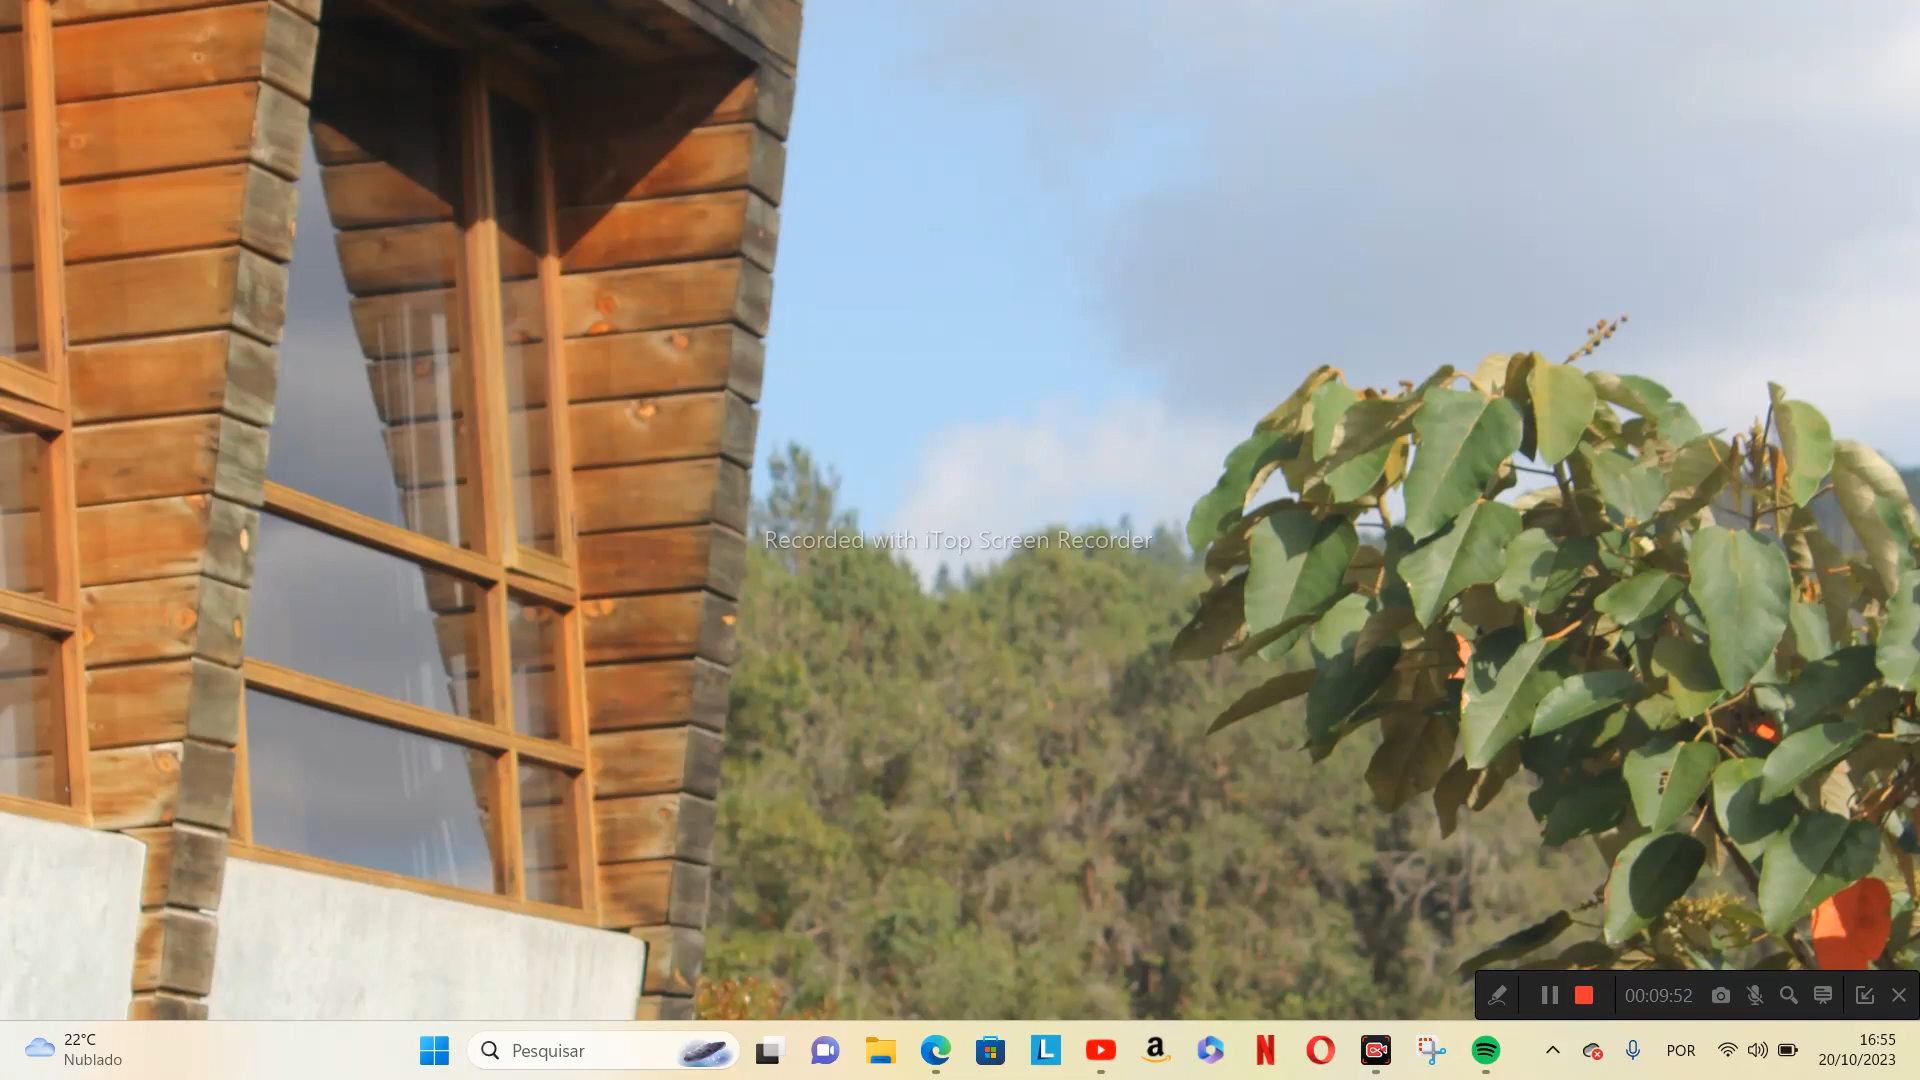 Recorded with iTop Screen Recorder
00:09:52
22°C
Nublado
Pesquisar
POR
16:55
20/10/2023